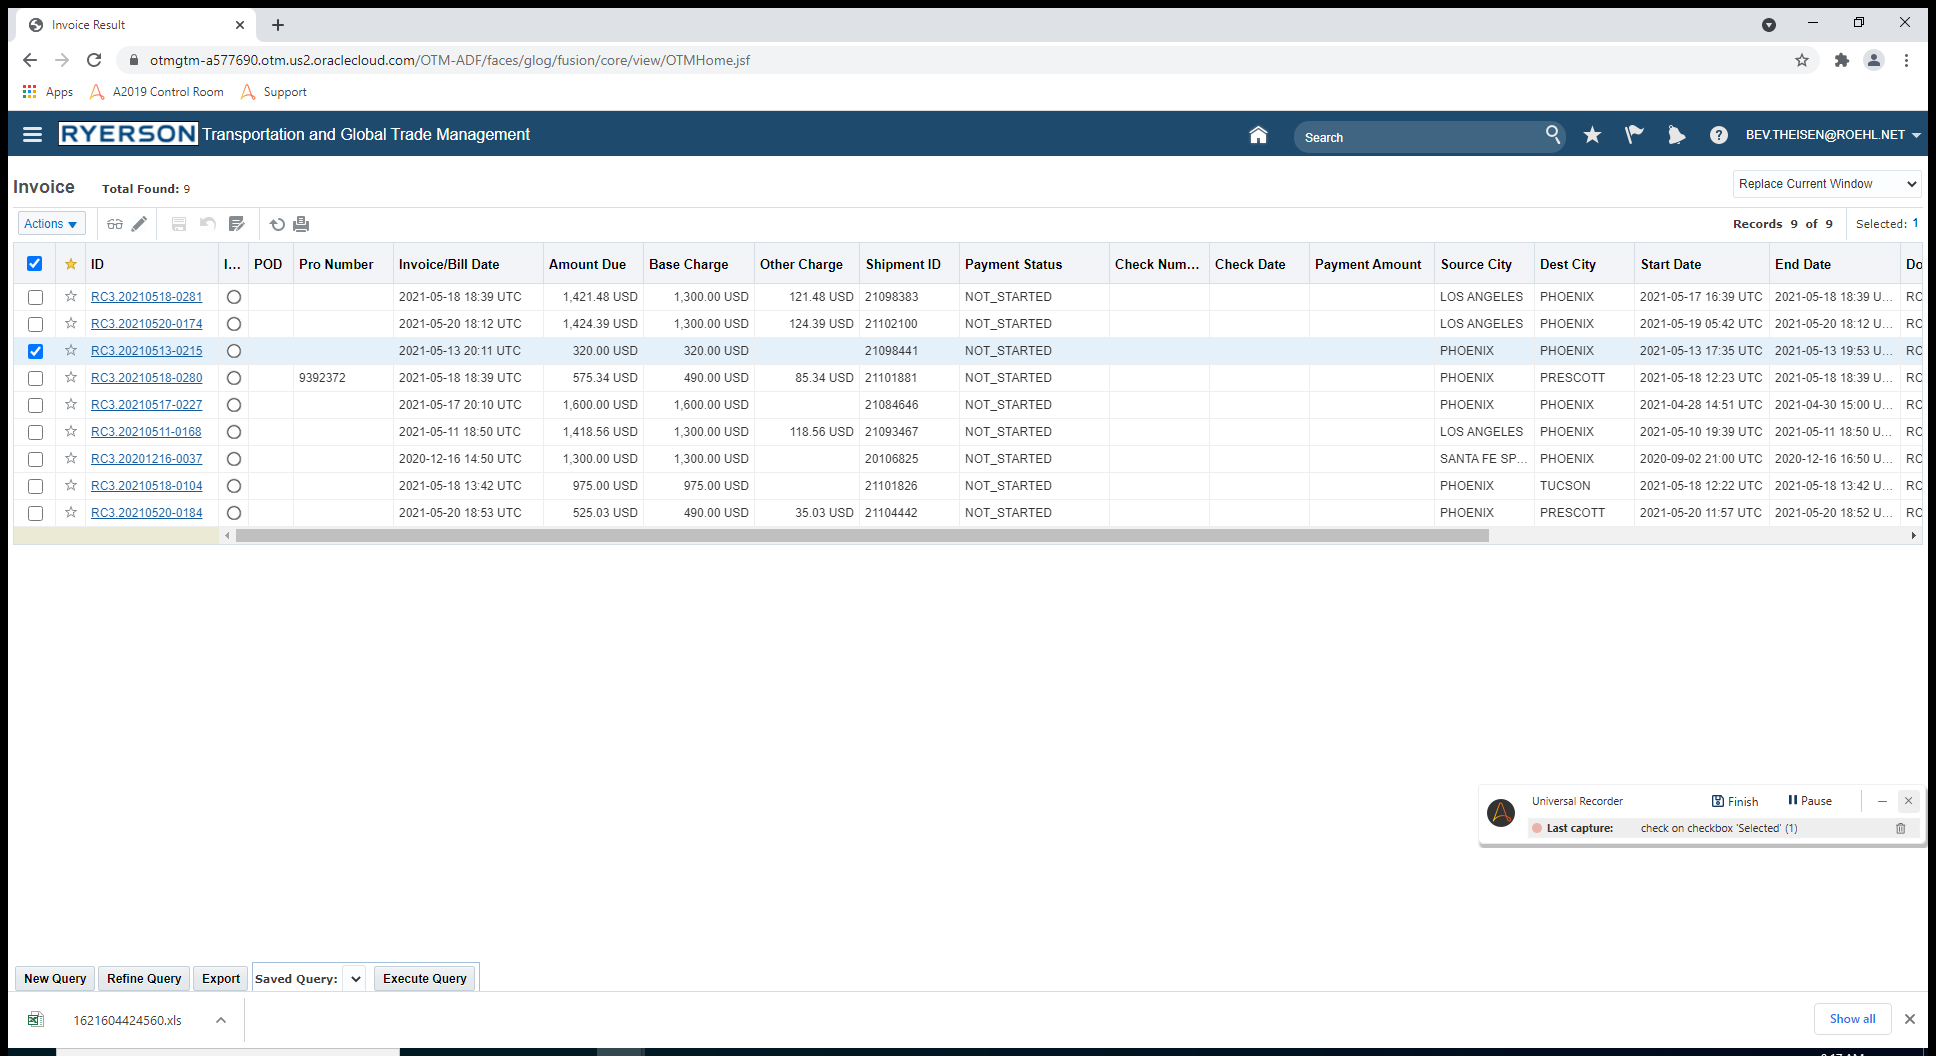 Invoice Result
otmgtm-a577690.otm.us2.oraclecloud.com/OTM-ADF/faces/glog/fusion/core/view/OTMHome.jsf
Apps A2019 Control Room Support
RYERSON Transportation and Global Trade Management Search ? BEV.THEISEN@ROEHL.NET
Invoice Total Found: 9 Replace Current Window
Actions Records 9 of 9 Selected: 1
ID I... POD Pro Number Invoice/Bill Date Amount Due Base Charge Other Charge Shipment ID Payment Status Check Num... Check Date Payment Amount Source City Dest City Start Date End Date Do
RC3.20210518-0281 2021-05-18 18:39 UTC 1,421.48 USD 1,300.00 USD 121.48 USD 21098383 NOT_STARTED LOS ANGELES PHOENIX 2021-05-17 16:39 UTC 2021-05-18 18:39 U... RC
RC3.20210520-0174 2021-05-20 18:12 UTC 1,424.39 USD 1,300.00 USD 124.39 USD 21102100 NOT_STARTED LOS ANGELES PHOENIX 2021-05-19 05:42 UTC 2021-05-20 18:12 U... RC
RC3.20210513-0215 2021-05-13 20:11 UTC 320.00 USD 320.00 USD 21098441 NOT_STARTED PHOENIX PHOENIX 2021-05-13 17:35 UTC 2021-05-13 19:53 U... RC
RC3.20210518-0280 9392372 2021-05-18 18:39 UTC 575.34 USD 490.00 USD 85.34 USD 21101881 NOT_STARTED PHOENIX PRESCOTT 2021-05-18 12:23 UTC 2021-05-18 18:39 U... RC
RC3.20210517-0227 2021-05-17 20:10 UTC 1,600.00 USD 1,600.00 USD 21084646 NOT_STARTED PHOENIX PHOENIX 2021-04-28 14:51 UTC 2021-04-30 15:00 U... RC
RC3.20210511-0168 2021-05-11 18:50 UTC 1,418.56 USD 1,300.00 USD 118.56 USD 21093467 NOT_STARTED LOS ANGELES PHOENIX 2021-05-10 19:39 UTC 2021-05-11 18:50 U... RC
RC3.20201216-0037 2020-12-16 14:50 UTC 1,300.00 USD 1,300.00 USD 20106825 NOT_STARTED SANTA FE SP... PHOENIX 2020-09-02 21:00 UTC 2020-12-16 16:50 U... RC
RC3.20210518-0104 2021-05-18 13:42 UTC 975.00 USD 975.00 USD 21101826 NOT_STARTED PHOENIX TUCSON 2021-05-18 12:22 UTC 2021-05-18 13:42 U... RC
RC3.20210520-0184 2021-05-20 18:53 UTC 525.03 USD 490.00 USD 35.03 USD 21104442 NOT_STARTED PHOENIX PRESCOTT 2021-05-20 11:57 UTC 2021-05-20 18:52 U... RC
Universal Recorder Finish Pause
Last capture: check on checkbox 'Selected' (1)
New Query Refine Query Export Saved Query: Execute Query
1621604424560.xls Show all